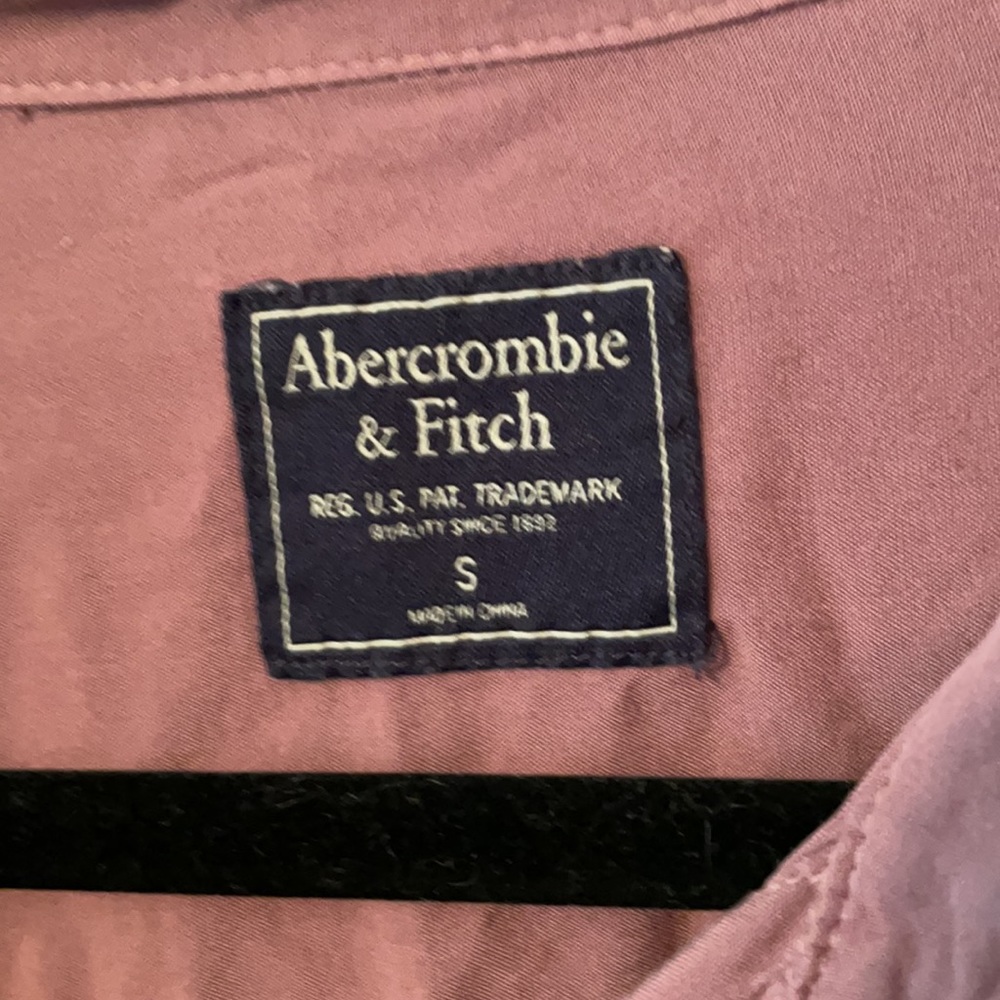 Abercrombie
& Fitch
REG. U.S. PAT. TRADEMARK
QUALITY SINCE 1892
S
MADE IN CHINA